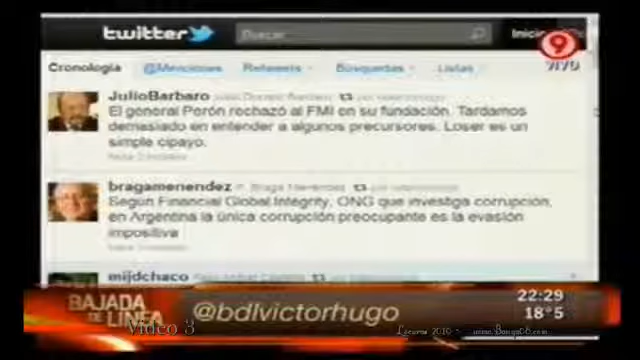 twitter
Buscar...
Inicio
9
Cronología @Menciones Retweets Búsquedas Listas
JulioBarbaro
El general Perón rechazó al FMI en su fundación. Tardamos
demasiado en entender a algunos precursores. Loser es un
simple cipayo.
bragamenendez
Según Financial Global Integrity, ONG que investiga corrupción,
en Argentina la única corrupción preocupante es la evasión
impositiva
mijdchaco
BAJADA
DE LINEA
@bdlvictorhugo
22:29
18°5
Video 3